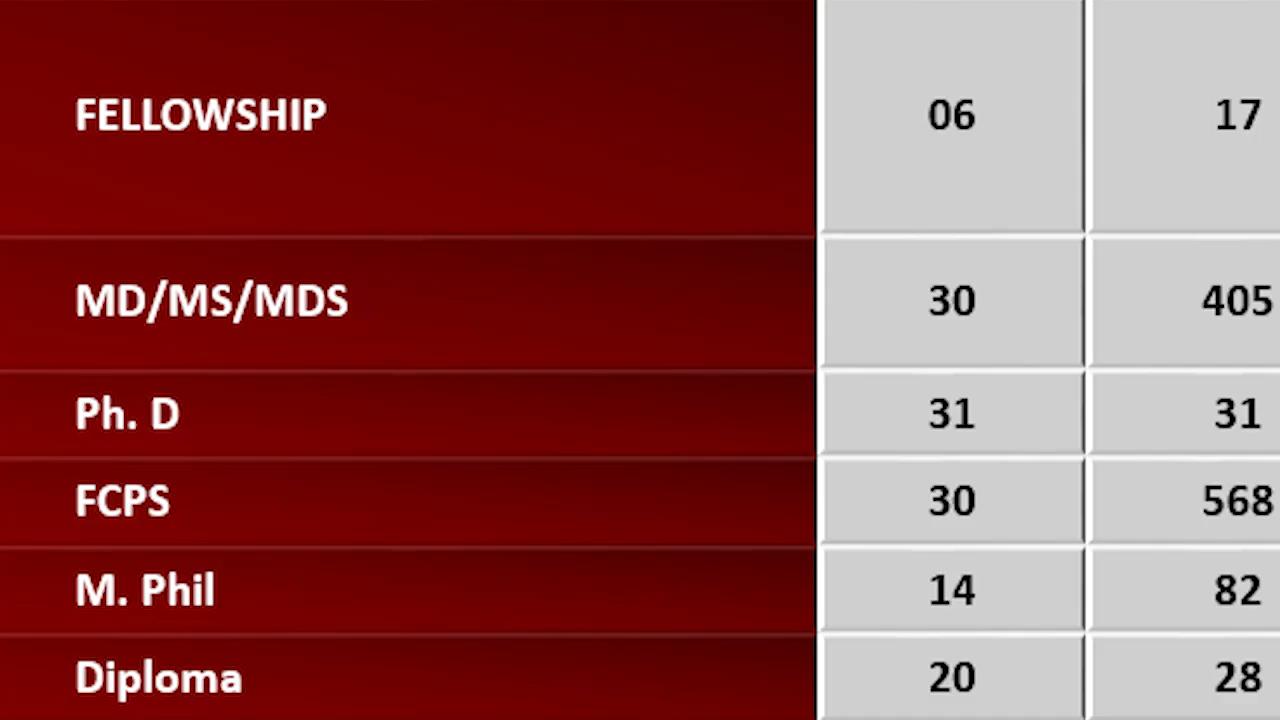 FELLOWSHIP 06 17
MD/MS/MDS 30 405
Ph. D 31 31
FCPS 30 568
M. Phil 14 82
Diploma 20 28